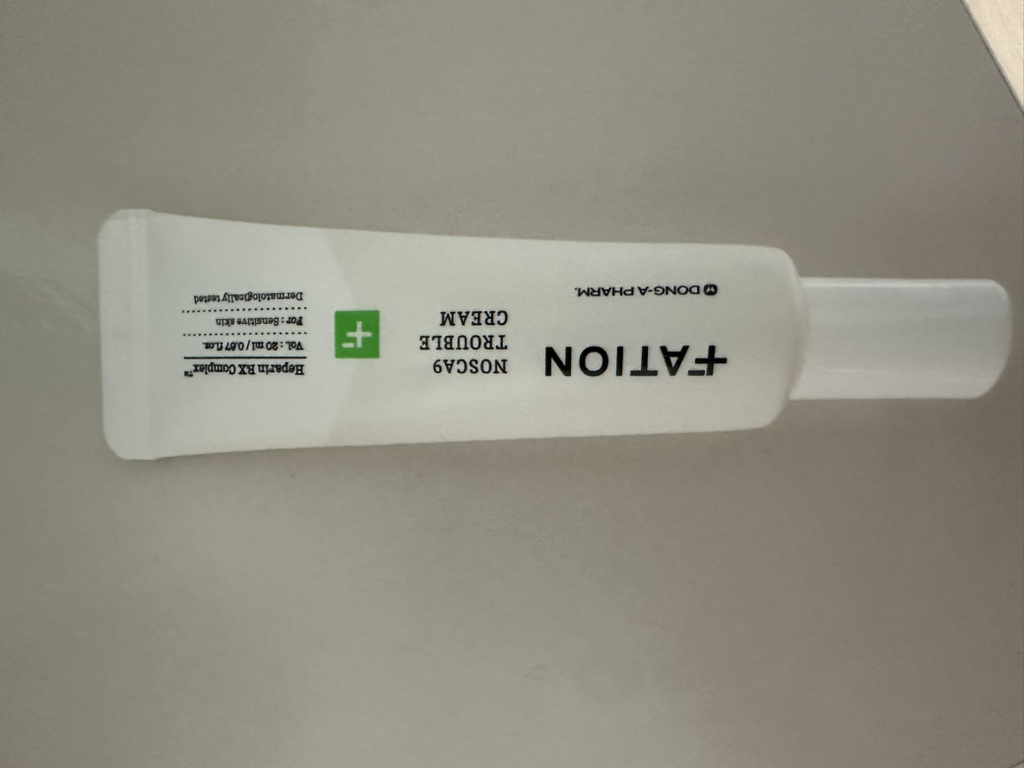 FATION
DONG-A PHARM.
NOSCA9
TROUBLE
CREAM
Heparin RX Complex™
Vol. : 20 ml / 0.67 fl.oz.
For : Sensitive skin
Dermatologically tested